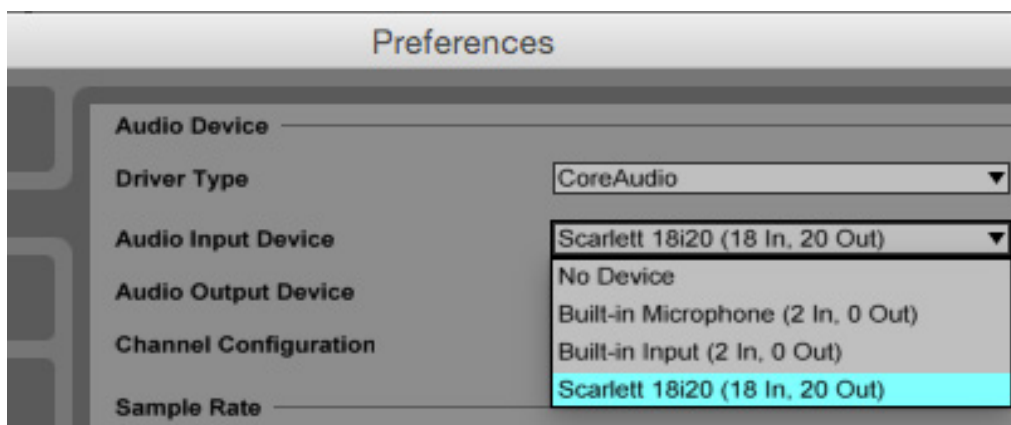 Preferences
Audio Device
Driver Type CoreAudio
Audio Input Device Scarlett 18i20 (18 In, 20 Out)
No Device
Audio Output Device
Built-in Microphone (2 In, 0 Out)
Channel Configuration
Built-in Input (2 In, 0 Out)
Scarlett 18i20 (18 In, 20 Out)
Sample Rate